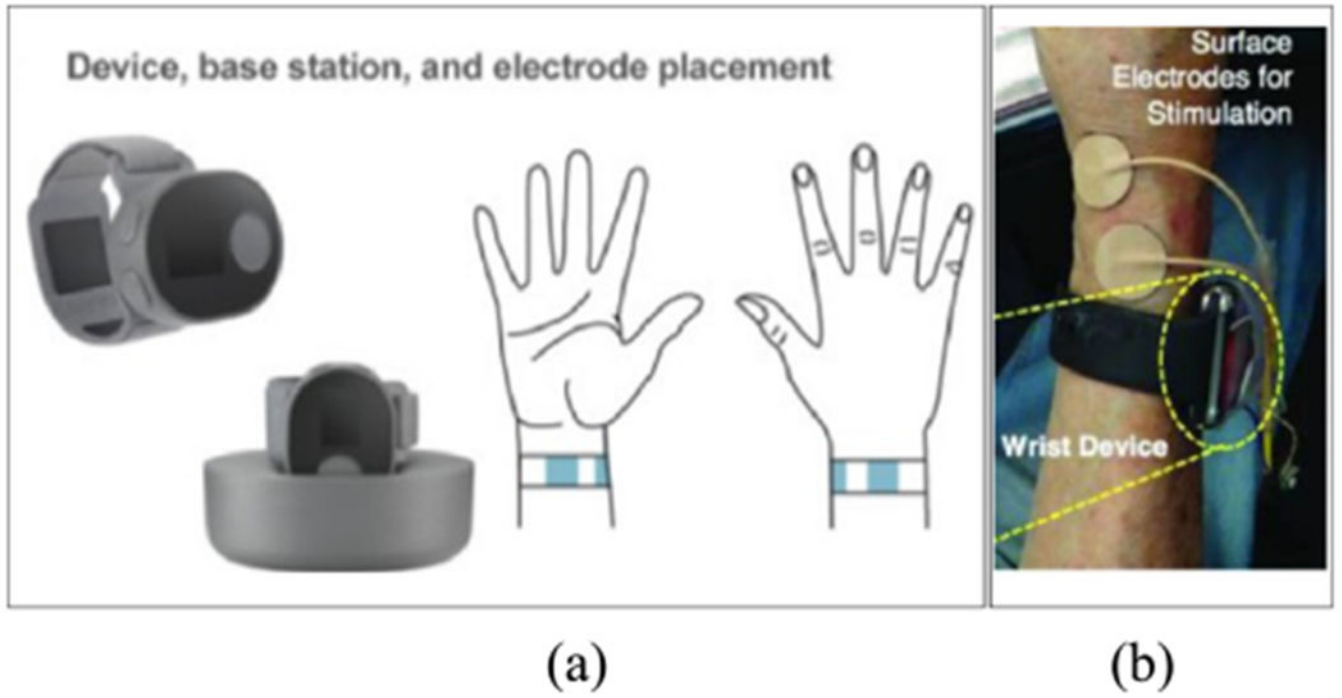 Device, base station, and electrode placement
Surface
Electrodes for
Stimulation
Wrist Device
(a)
(b)